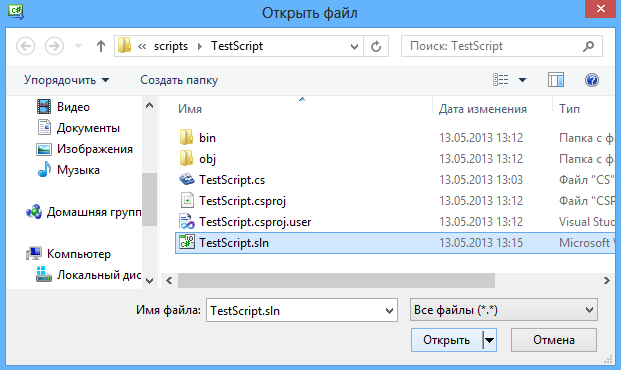 Открыть файл
« scripts ▸ TestScript
Поиск: TestScript
Упорядочить
Создать папку
Видео
Документы
Изображения
Музыка
Домашняя групп
Компьютер
Локальный дис
Имя Дата изменения Тип
bin 13.05.2013 13:12 Папка с ф
obj 13.05.2013 13:12 Папка с ф
TestScript.cs 13.05.2013 13:03 Файл "CS"
TestScript.csproj 13.05.2013 13:12 Файл "CSP
TestScript.csproj.user 13.05.2013 13:12 Visual Stud
TestScript.sln 13.05.2013 13:15 Microsoft V
Имя файла: TestScript.sln
Все файлы (*.*)
Открыть
Отмена